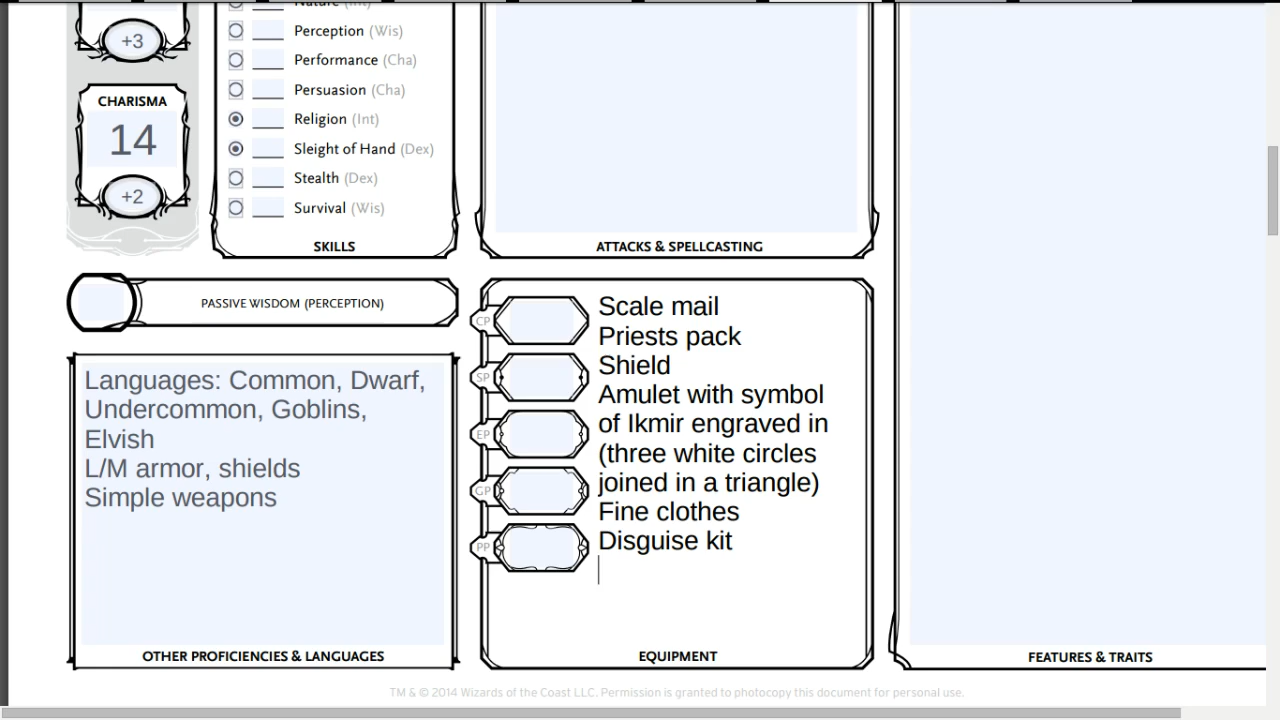 Nature (Int)
+3
Perception (Wis)
Performance (Cha)
CHARISMA
Persuasion (Cha)
14
Religion (Int)
Sleight of Hand (Dex)
Stealth (Dex)
+2
Survival (Wis)
SKILLS
ATTACKS & SPELLCASTING
PASSIVE WISDOM (PERCEPTION)
Languages: Common, Dwarf,
Undercommon, Goblins,
Elvish
L/M armor, shields
Simple weapons
OTHER PROFICIENCIES & LANGUAGES
CP
SP
EP
GP
PP
Scale mail
Priests pack
Shield
Amulet with symbol
of Ikmir engraved in
(three white circles
joined in a triangle)
Fine clothes
Disguise kit
EQUIPMENT
FEATURES & TRAITS
TM & © 2014 Wizards of the Coast LLC. Permission is granted to photocopy this document for personal use.